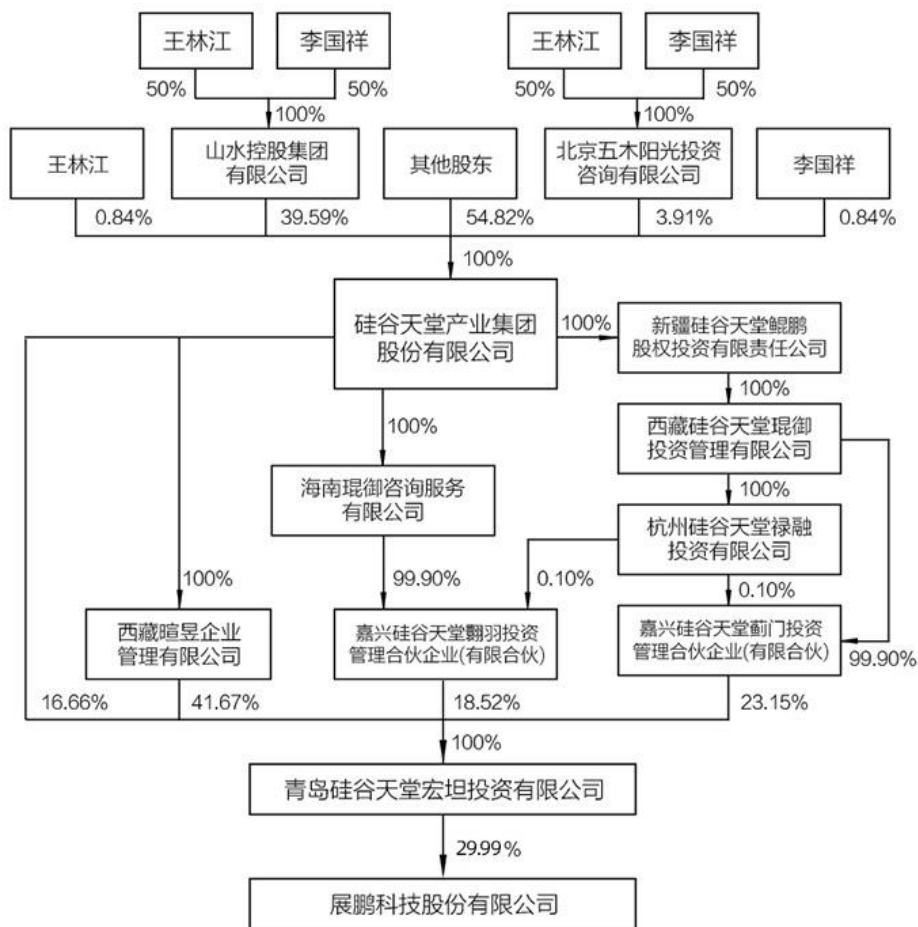 王林江
李国祥
王林江
李国祥
50%
50%
50%
50%
100%
100%
王林江
山水控股集团
有限公司
其他股东
北京五木阳光投资
咨询有限公司
李国祥
0.84%
39.59%
54.82%
3.91%
0.84%
100%
硅谷天堂产业集团
股份有限公司
100%
新疆硅谷天堂鲲鹏
股权投资有限责任公司
100%
100%
西藏硅谷天堂琨御
投资管理有限公司
海南琨御咨询服务
有限公司
100%
杭州硅谷天堂禄融
投资有限公司
100%
99.90%
0.10%
0.10%
西藏暄昱企业
管理有限公司
嘉兴硅谷天堂翾羽投资
管理合伙企业(有限合伙)
嘉兴硅谷天堂蓟门投资
管理合伙企业(有限合伙)
99.90%
16.66%
41.67%
18.52%
23.15%
100%
青岛硅谷天堂宏坦投资有限公司
29.99%
展鹏科技股份有限公司